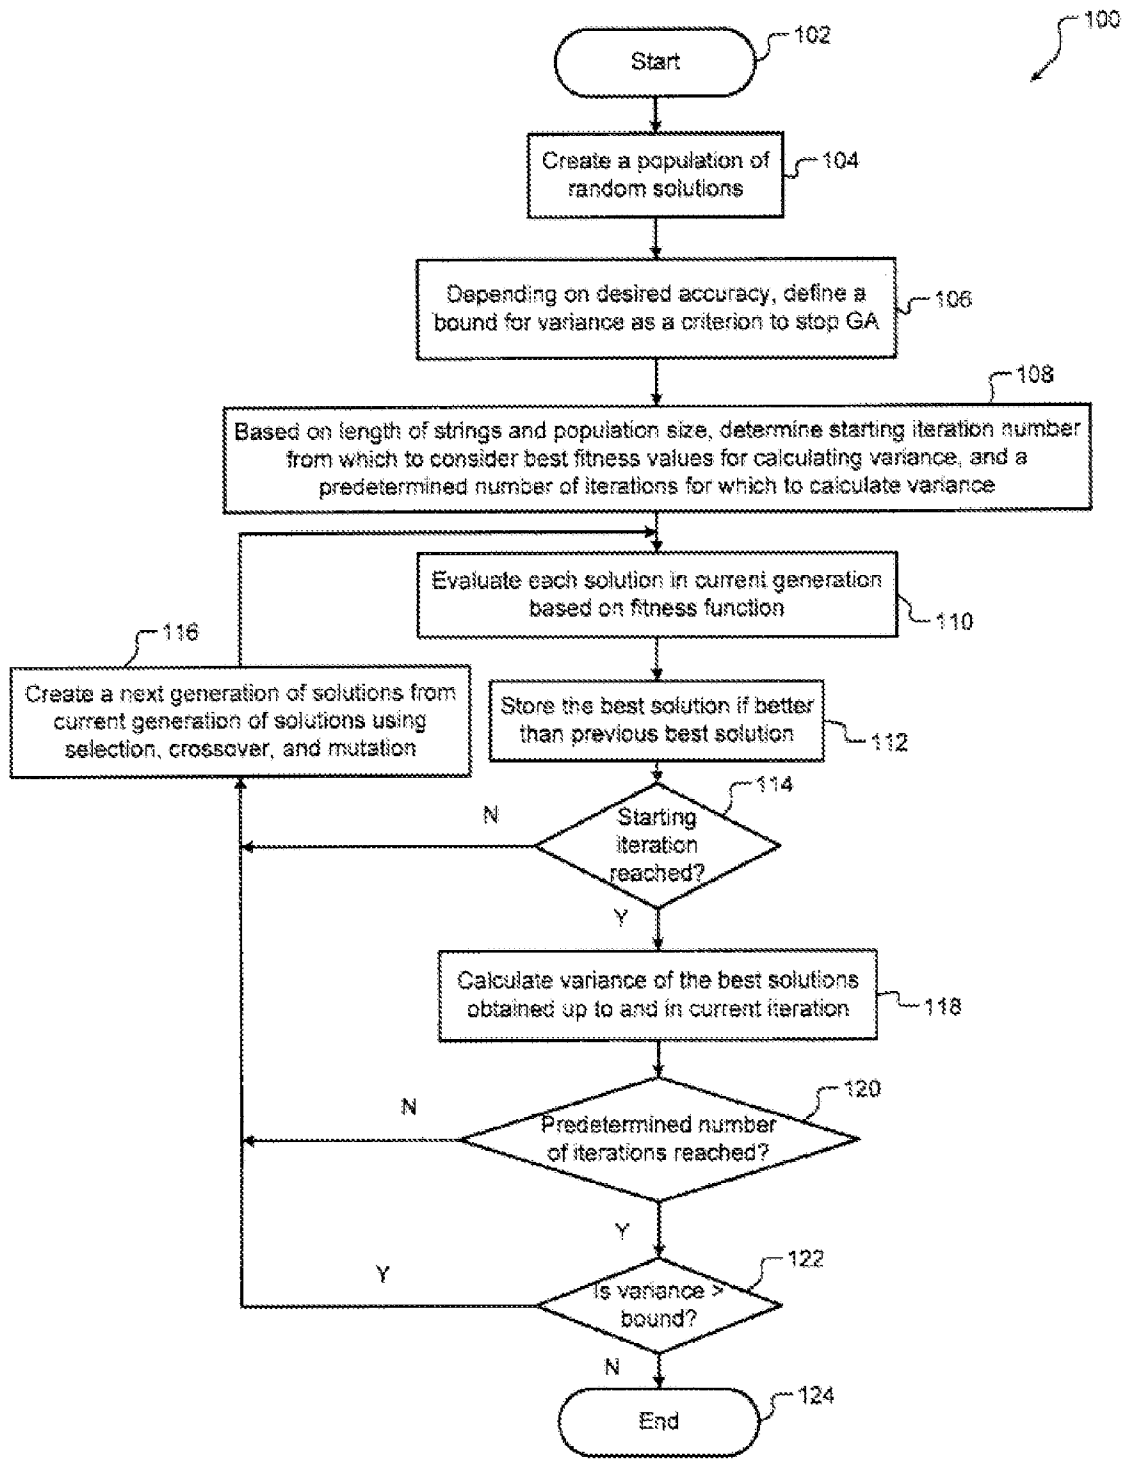 100
102
Start
Create a population of
random solutions
104
Depending on desired accuracy, define a
bound for variance as a criterion to stop GA
106
108
Based on length of strings and population size, determine starting iteration number
from which to consider best fitness values for calculating variance, and a
predetermined number of iterations for which to calculate variance
Evaluate each solution in current generation
based on fitness function
110
116
Create a next generation of solutions from
current generation of solutions using
selection, crossover, and mutation
Store the best solution if better
than previous best solution
112
114
N
Starting
iteration
reached?
Y
Calculate variance of the best solutions
obtained up to and in current iteration
118
120
N
Predetermined number
of iterations reached?
Y
122
Y
Is variance >
bound?
N
End
124